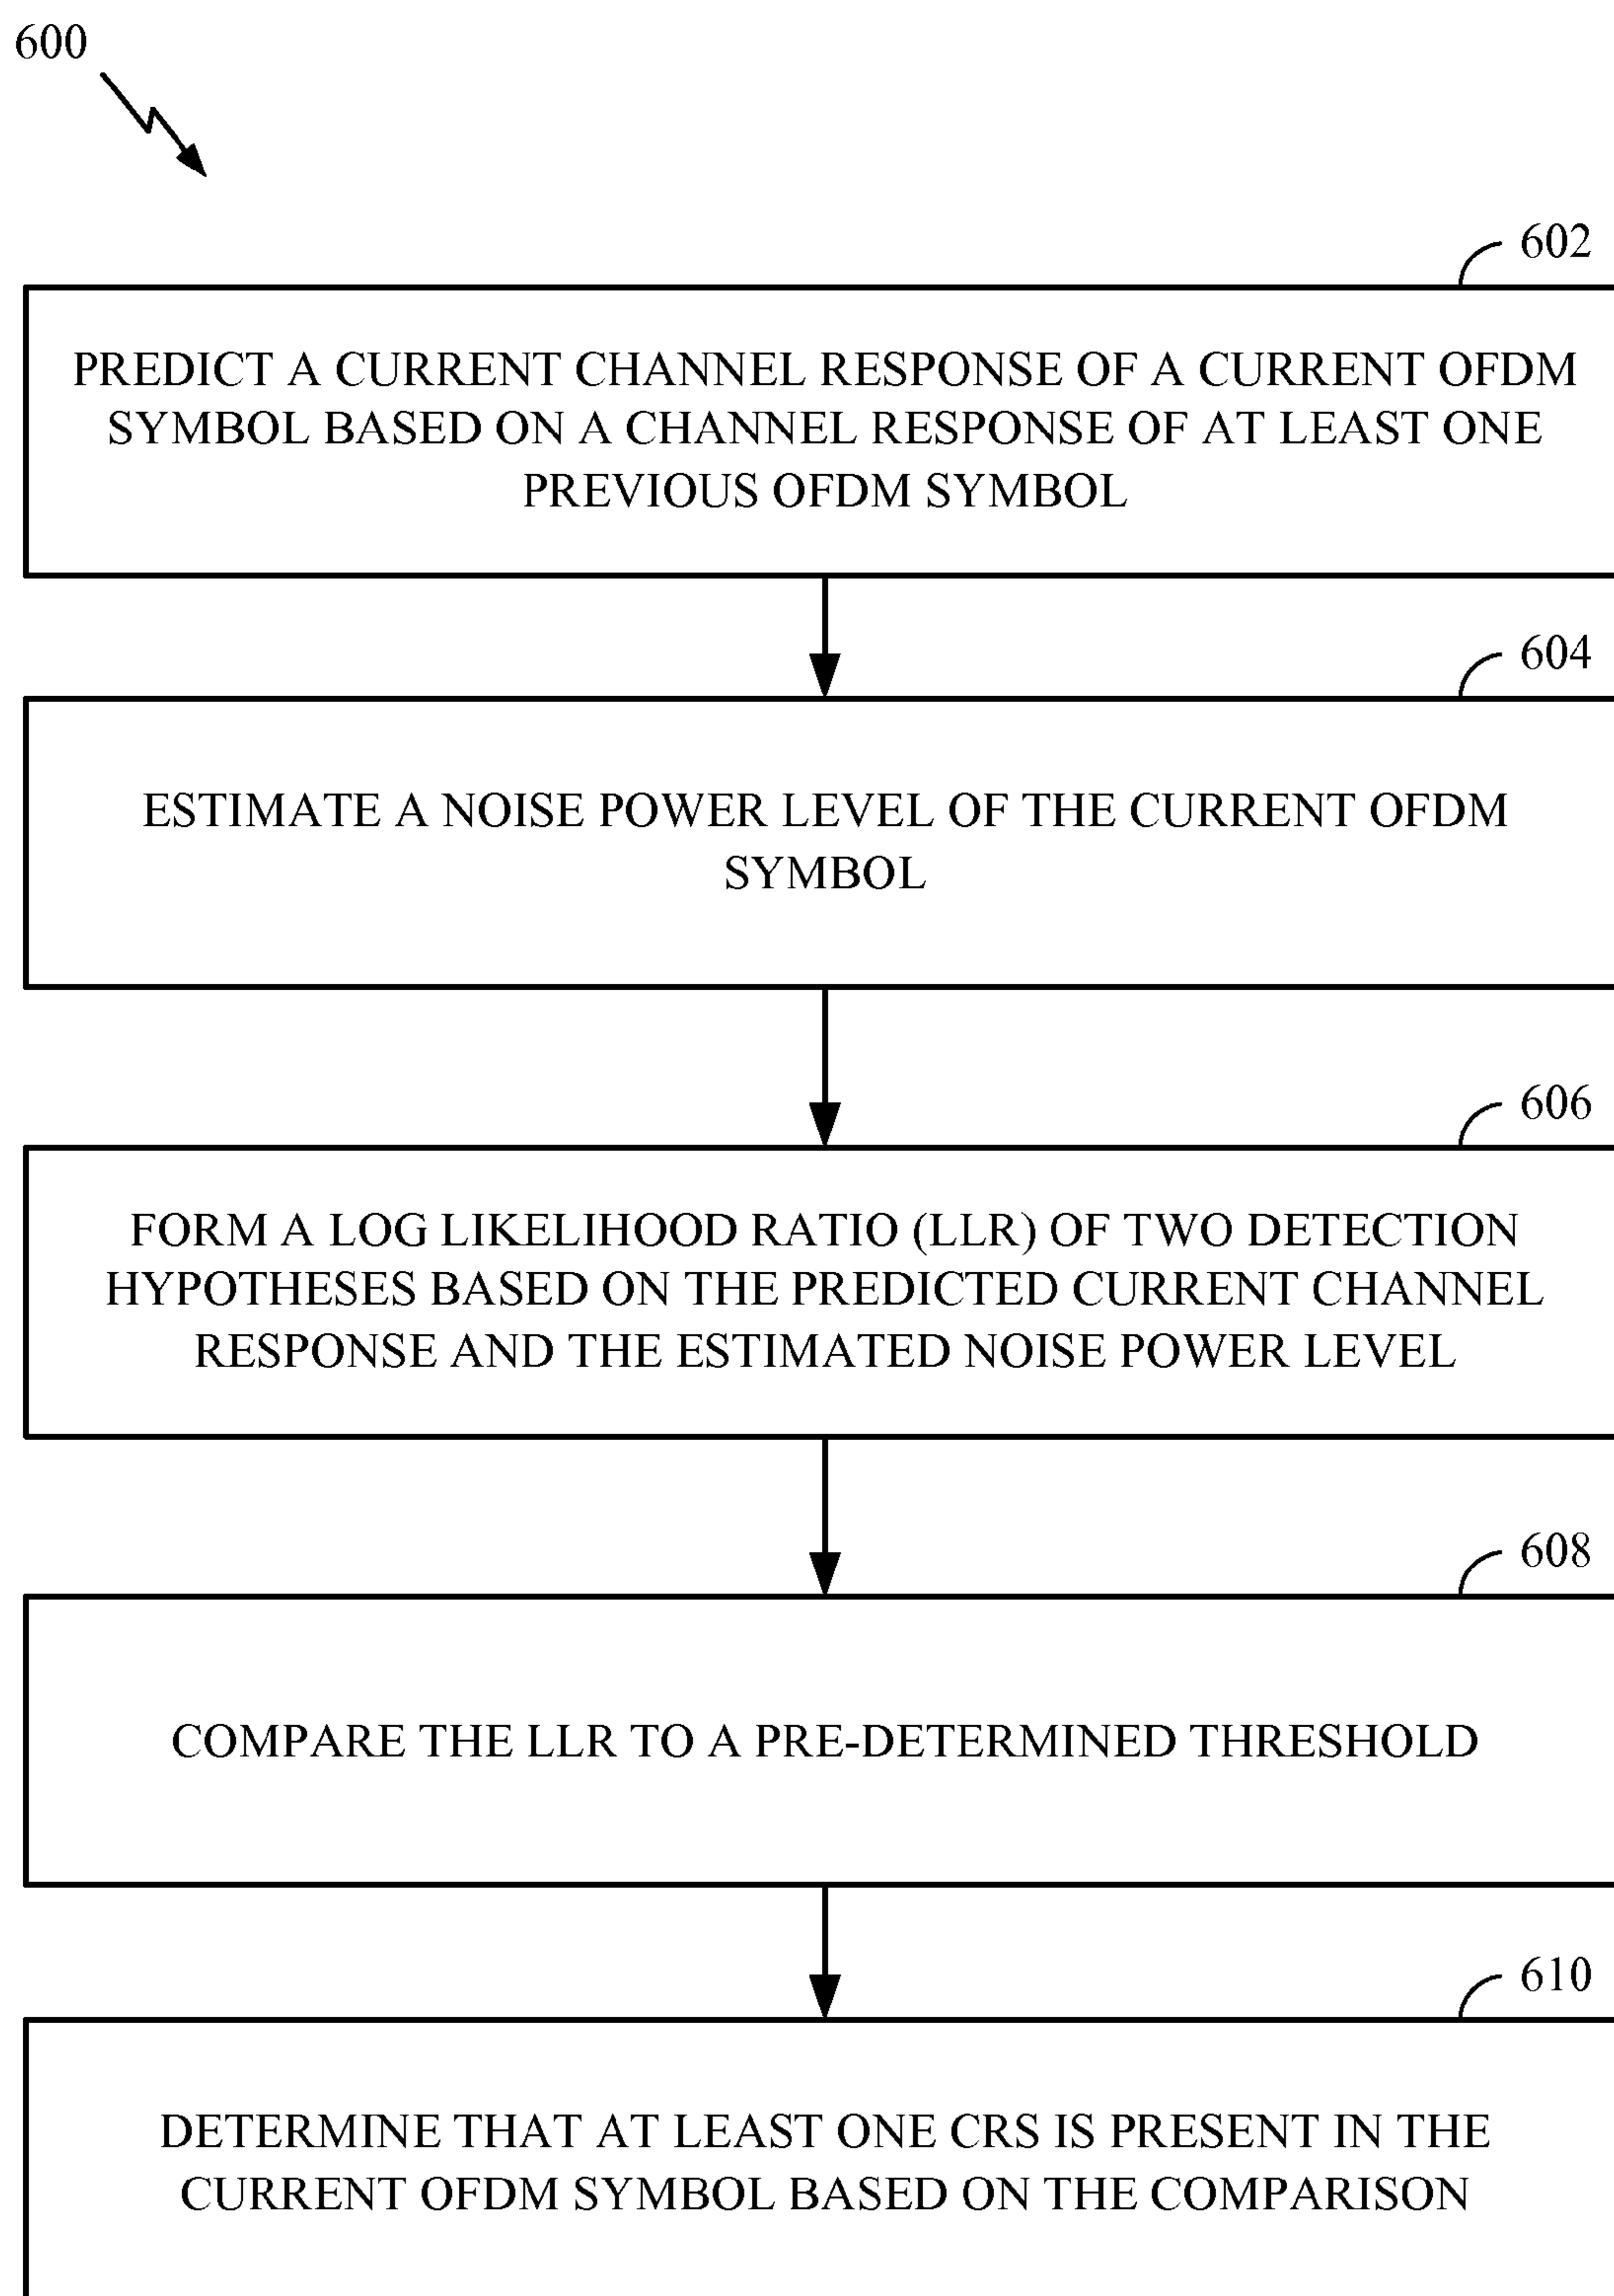 600
602
PREDICT A CURRENT CHANNEL RESPONSE OF A CURRENT OFDM
SYMBOL BASED ON A CHANNEL RESPONSE OF AT LEAST ONE
PREVIOUS OFDM SYMBOL
604
ESTIMATE A NOISE POWER LEVEL OF THE CURRENT OFDM
SYMBOL
606
FORM A LOG LIKELIHOOD RATIO (LLR) OF TWO DETECTION
HYPOTHESES BASED ON THE PREDICTED CURRENT CHANNEL
RESPONSE AND THE ESTIMATED NOISE POWER LEVEL
608
COMPARE THE LLR TO A PRE-DETERMINED THRESHOLD
610
DETERMINE THAT AT LEAST ONE CRS IS PRESENT IN THE
CURRENT OFDM SYMBOL BASED ON THE COMPARISON